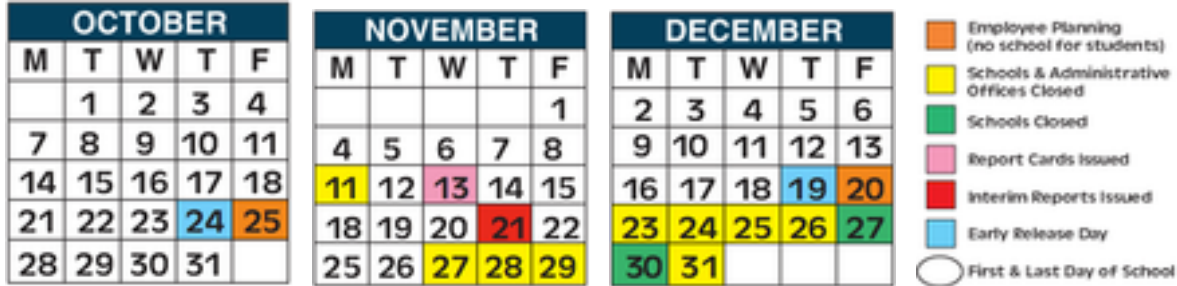 OCTOBER
M T W T F
1 2 3 4
7 8 9 10 11
14 15 16 17 18
21 22 23 24 25
28 29 30 31
NOVEMBER
M T W T F
1
4 5 6 7 8
11 12 13 14 15
18 19 20 21 22
25 26 27 28 29
DECEMBER
M T W T F
2 3 4 5 6
9 10 11 12 13
16 17 18 19 20
23 24 25 26 27
30 31
Employee Planning
(no school for students)
Schools & Administrative
Offices Closed
Schools Closed
Report Cards Issued
Interim Reports Issued
Early Release Day
First & Last Day of School